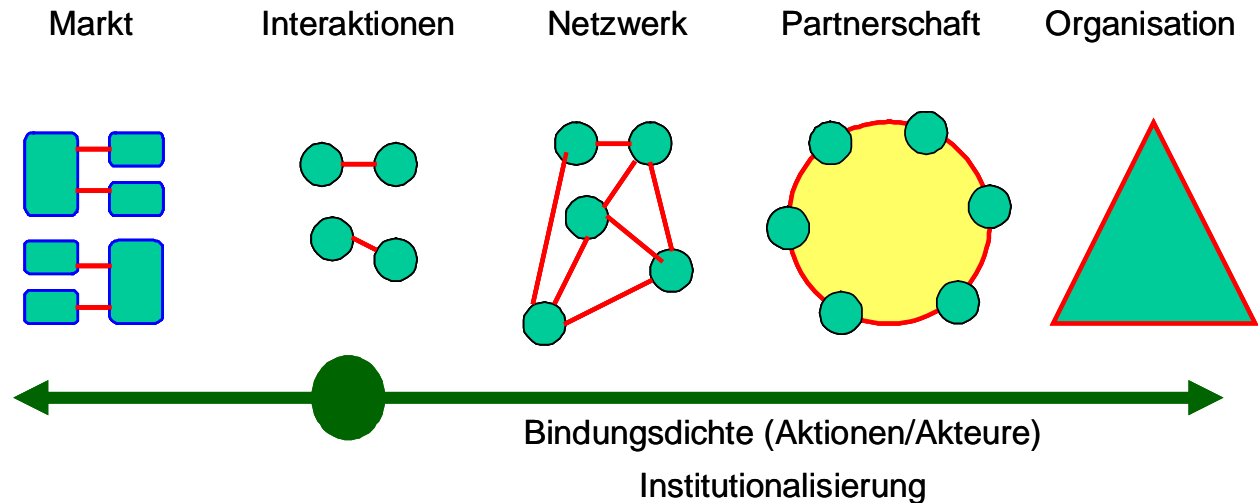 Markt Interaktionen Netzwerk Partnerschaft Organisation
Bindungsdichte (Aktionen/Akteure)
Institutionalisierung